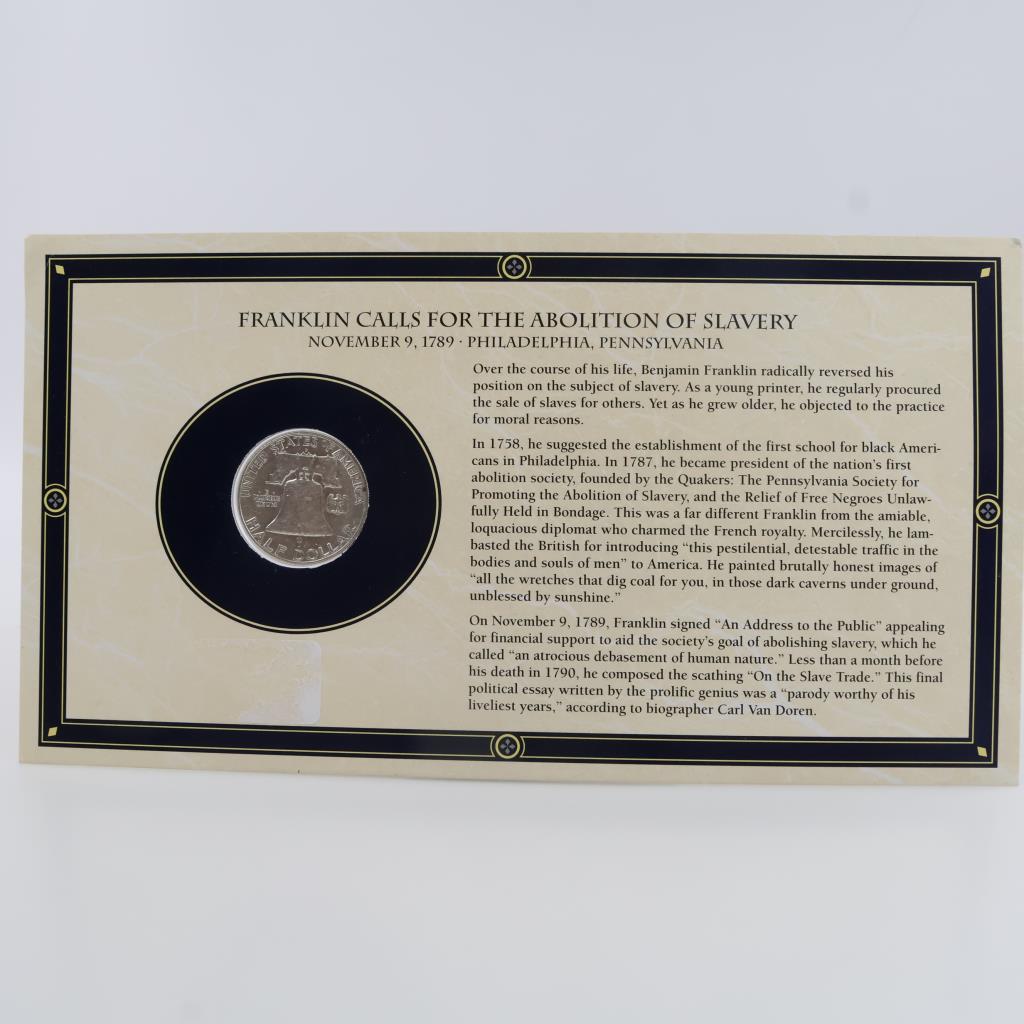 FRANKLIN CALLS FOR THE ABOLITION OF SLAVERY
NOVEMBER 9, 1789 · PHILADELPHIA, PENNSYLVANIA
UNITED STATES OF AMERICA
E
PLURIBUS
UNUM
HALF DOLLAR
Over the course of his life, Benjamin Franklin radically reversed his
position on the subject of slavery. As a young printer, he regularly procured
the sale of slaves for others. Yet as he grew older, he objected to the practice
for moral reasons.
In 1758, he suggested the establishment of the first school for black Ameri-
cans in Philadelphia. In 1787, he became president of the nation's first
abolition society, founded by the Quakers: The Pennsylvania Society for
Promoting the Abolition of Slavery, and the Relief of Free Negroes Unlaw-
fully Held in Bondage. This was a far different Franklin from the amiable,
loquacious diplomat who charmed the French royalty. Mercilessly, he lam-
basted the British for introducing “this pestilential, detestable traffic in the
bodies and souls of men” to America. He painted brutally honest images of
“all the wretches that dig coal for you, in those dark caverns under ground,
unblessed by sunshine.”
On November 9, 1789, Franklin signed “An Address to the Public” appealing
for financial support to aid the society's goal of abolishing slavery, which he
called “an atrocious debasement of human nature.” Less than a month before
his death in 1790, he composed the scathing “On the Slave Trade.” This final
political essay written by the prolific genius was a “parody worthy of his
liveliest years,” according to biographer Carl Van Doren.